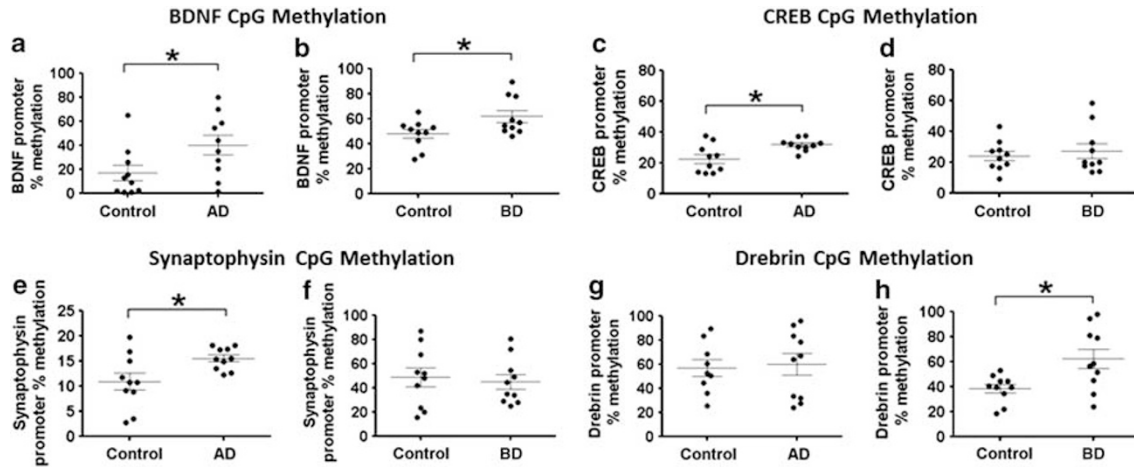 BDNF CpG Methylation
CREB CpG Methylation
a
*
BDNF promoter
% methylation
100
80
60
40
20
0
Control
AD
b
*
BDNF promoter
% methylation
100
80
60
40
20
0
Control
BD
c
*
CREB promoter
% methylation
80
60
40
20
0
Control
AD
d
CREB promoter
% methylation
80
60
40
20
0
Control
BD
Synaptophysin CpG Methylation
Drebrin CpG Methylation
e
*
Synaptophysin
promoter % methylation
25
20
15
10
5
0
Control
AD
f
Synaptophysin
promoter % methylation
100
80
60
40
20
0
Control
BD
g
Drebrin promoter
% methylation
100
80
60
40
20
0
Control
AD
h
*
Drebrin promoter
% methylation
100
80
60
40
20
0
Control
BD